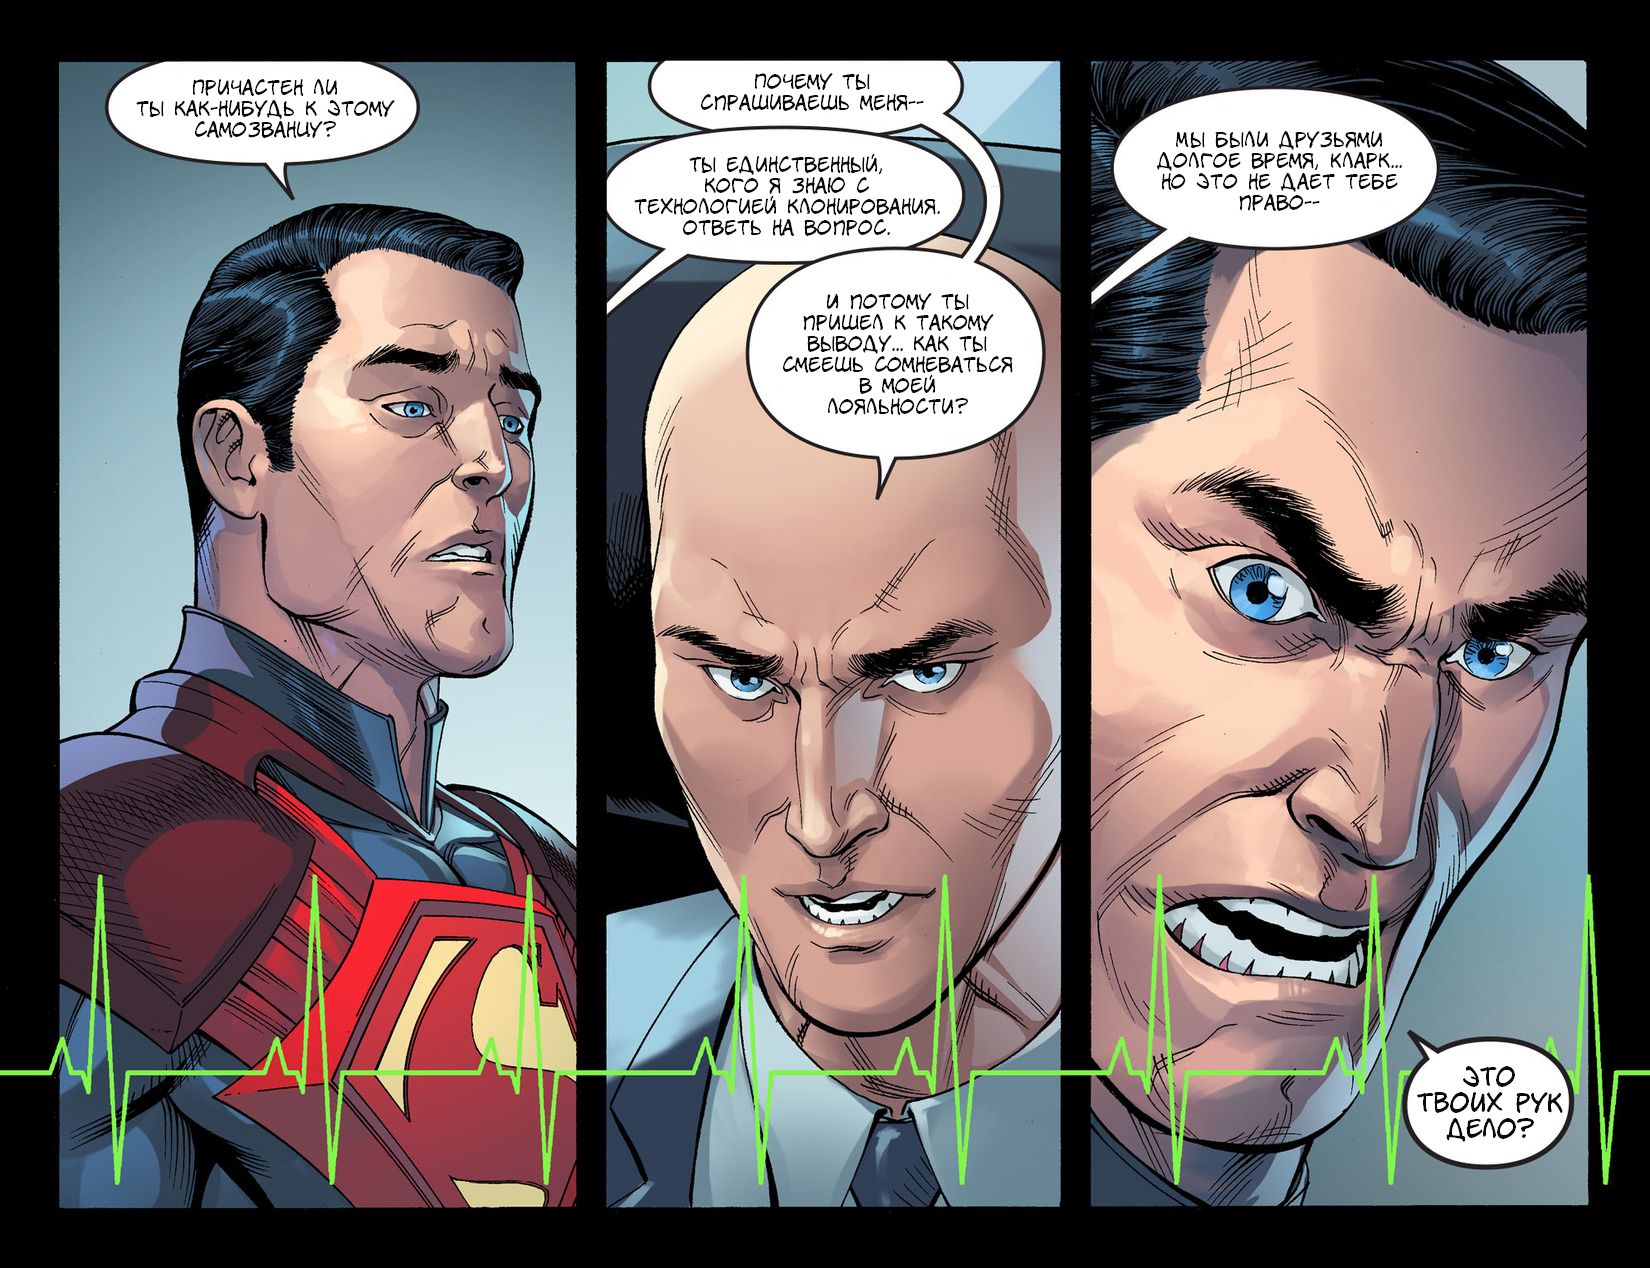 ПРИЧАСТЕН ЛИ
ТЫ КАК-НИБУДЬ К ЭТОМУ
САМОЗВАНЦУ?
ПОЧЕМУ ТЫ
СПРАШИВАЕШЬ МЕНЯ--
ТЫ ЕДИНСТВЕННЫЙ,
КОГО Я ЗНАЮ С
ТЕХНОЛОГИЕЙ КЛОНИРОВАНИЯ.
ОТВЕТЬ НА ВОПРОС.
И ПОТОМУ ТЫ
ПРИШЕЛ К ТАКОМУ
ВЫВОДУ... КАК ТЫ
СМЕЕШЬ СОМНЕВАТЬСЯ
В МОЕЙ
ЛОЯЛЬНОСТИ?
МЫ БЫЛИ ДРУЗЬЯМИ
ДОЛГОЕ ВРЕМЯ, КЛАРК...
НО ЭТО НЕ ДАЕТ ТЕБЕ
ПРАВО--
ЭТО
ТВОИХ РУК
ДЕЛО?